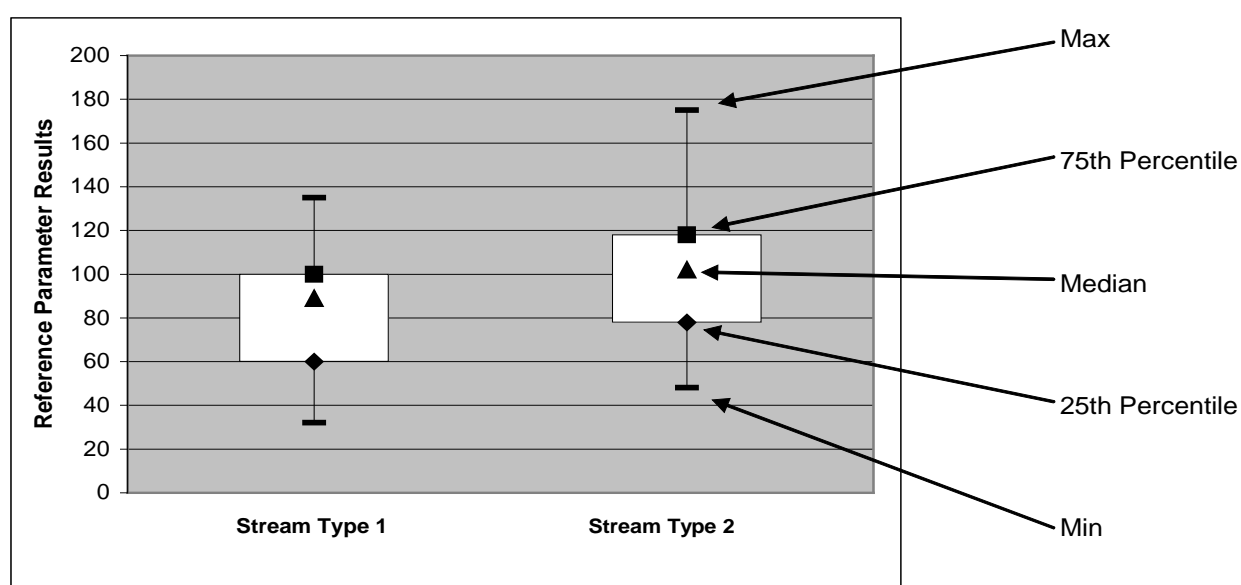 Reference Parameter Results
200
180
160
140
120
100
80
60
40
20
0
Stream Type 1
Stream Type 2
Max
75th Percentile
Median
25th Percentile
Min